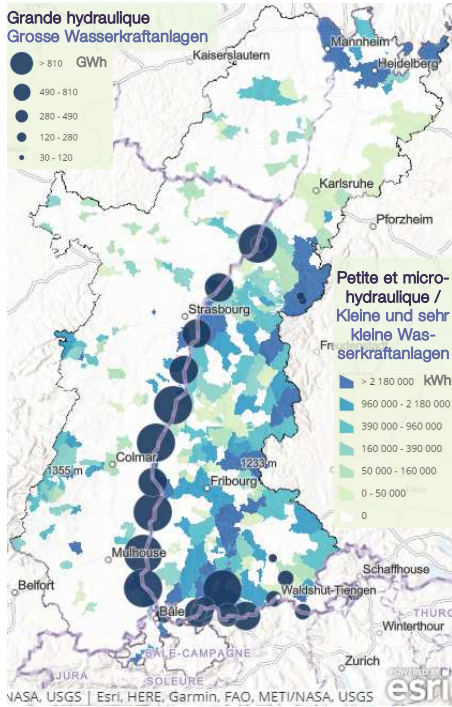 Grande hydraulique
Grosse Wasserkraftanlagen
> 810 GWh
490 - 810
280 - 490
120 - 280
30 - 120
Mannheim
Kaiserslautern
Heidelberg
Karlsruhe
Pforzheim
Petite et micro-
hydraulique /
Kleine und sehr
kleine Was-
serkraftanlagen
> 2 180 000 kWh
960 000 - 2 180 000
390 000 - 960 000
160 000 - 390 000
50 000 - 160 000
0 - 50 000
0
Strasbourg
Colmar
1355 m
1233 m
Fribourg
Mulhouse
Belfort
Schaffhouse
Waldshut-Tiengen
Bâle
THURG
Winterthour
BÂLE-CAMPAGNE
Zurich
JURA
SOLEURE
POWERED BY
esri
NASA, USGS | Esri, HERE, Garmin, FAO, METI/NASA, USGS